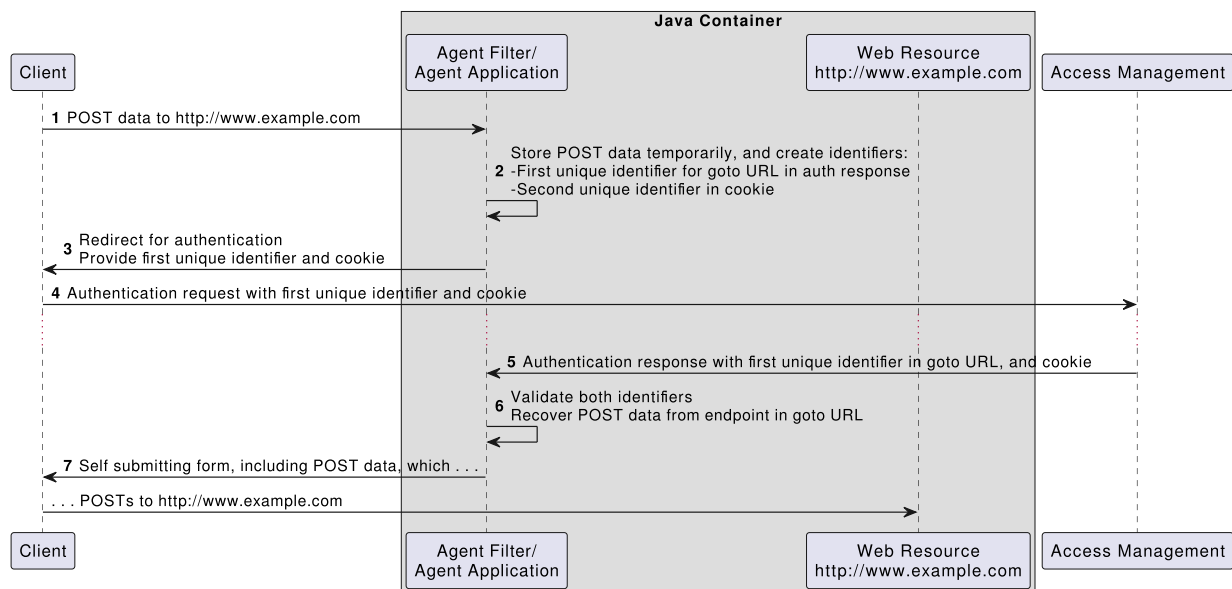 Java Container
Client
Agent Filter/
Agent Application
Web Resource
http://www.example.com
Access Management
1 POST data to http://www.example.com
Store POST data temporarily, and create identifiers:
2 -First unique identifier for goto URL in auth response
-Second unique identifier in cookie
Redirect for authentication
3 Provide first unique identifier and cookie
4 Authentication request with first unique identifier and cookie
5 Authentication response with first unique identifier in goto URL, and cookie
Validate both identifiers
6 Recover POST data from endpoint in goto URL
7 Self submitting form, including POST data, which . . .
. . . POSTs to http://www.example.com
Client
Agent Filter/
Agent Application
Web Resource
http://www.example.com
Access Management